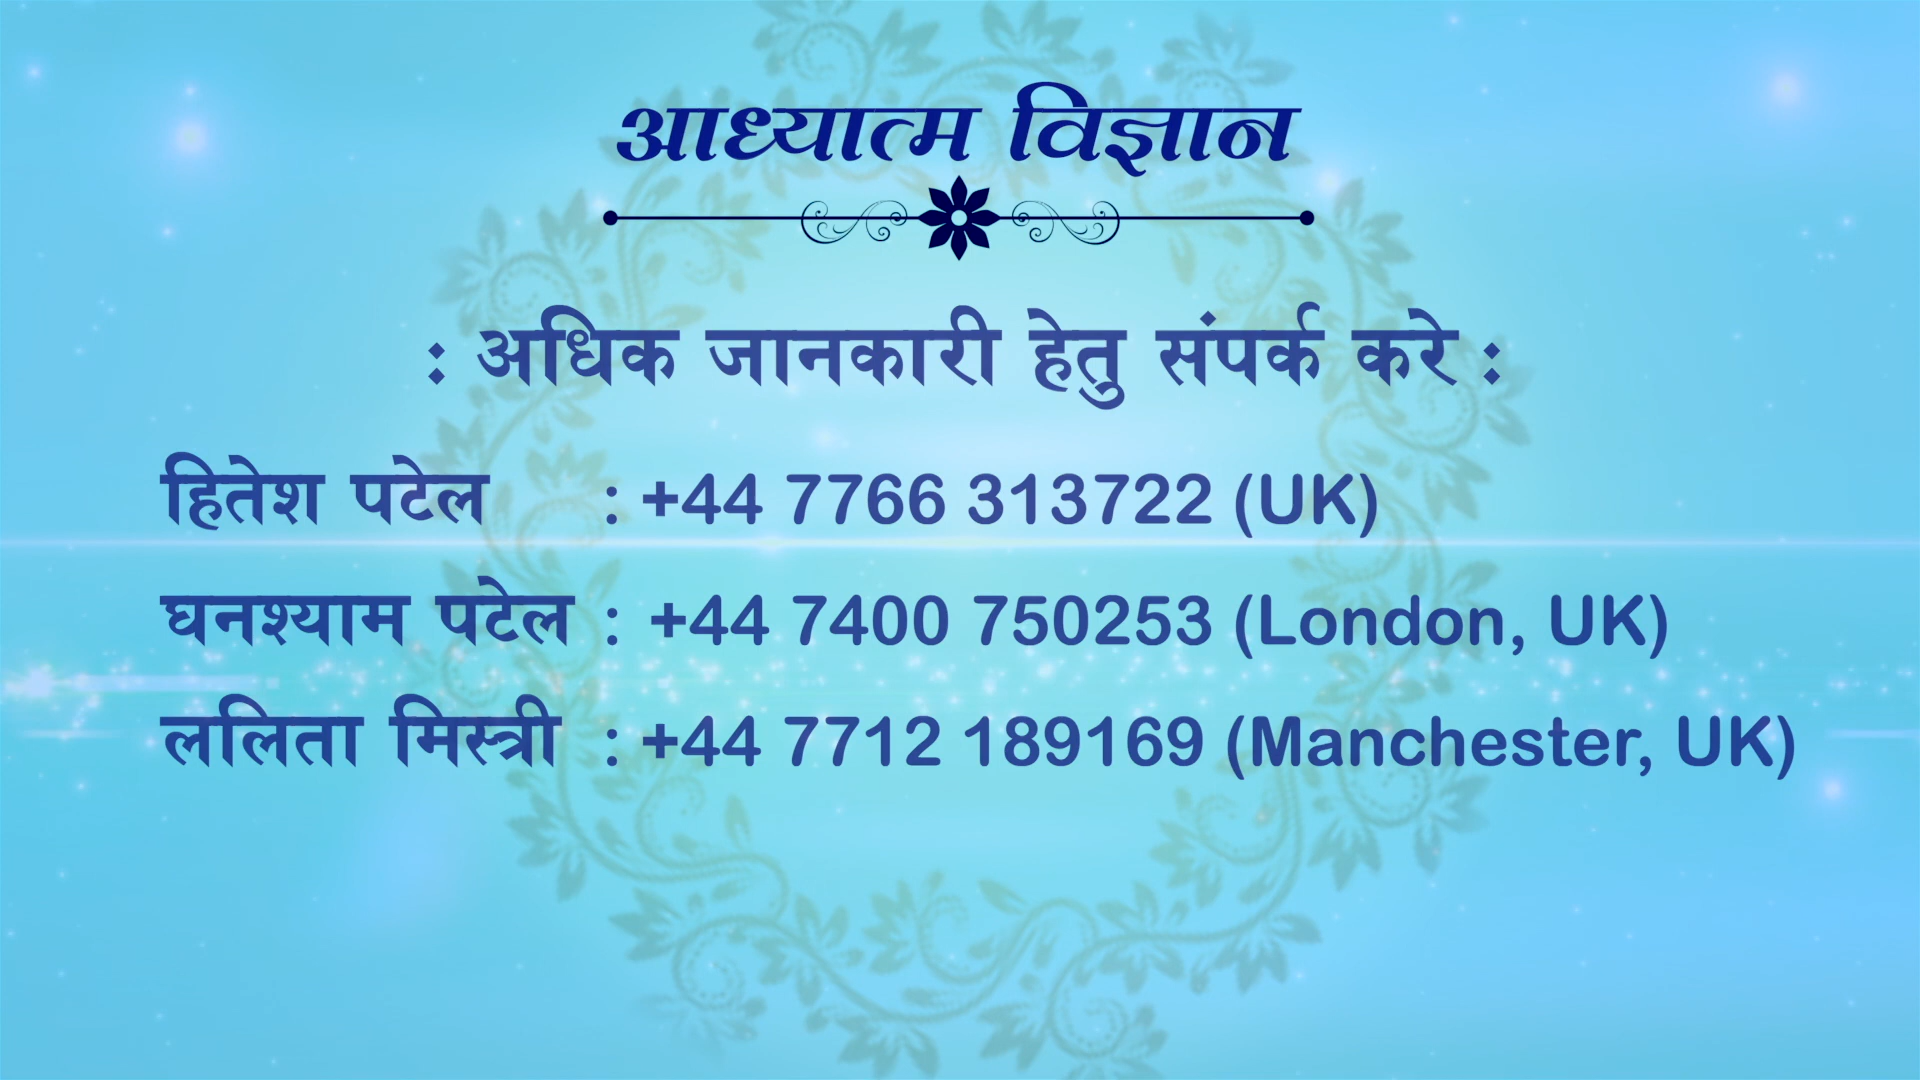 आध्यात्म विज्ञान
: अधिक जानकारी हेतु संपर्क करे :
हितेश पटेल : +44 7766 313722 (UK)
घनश्याम पटेल : +44 7400 750253 (London, UK)
ललिता मिस्त्री : +44 7712 189169 (Manchester, UK)